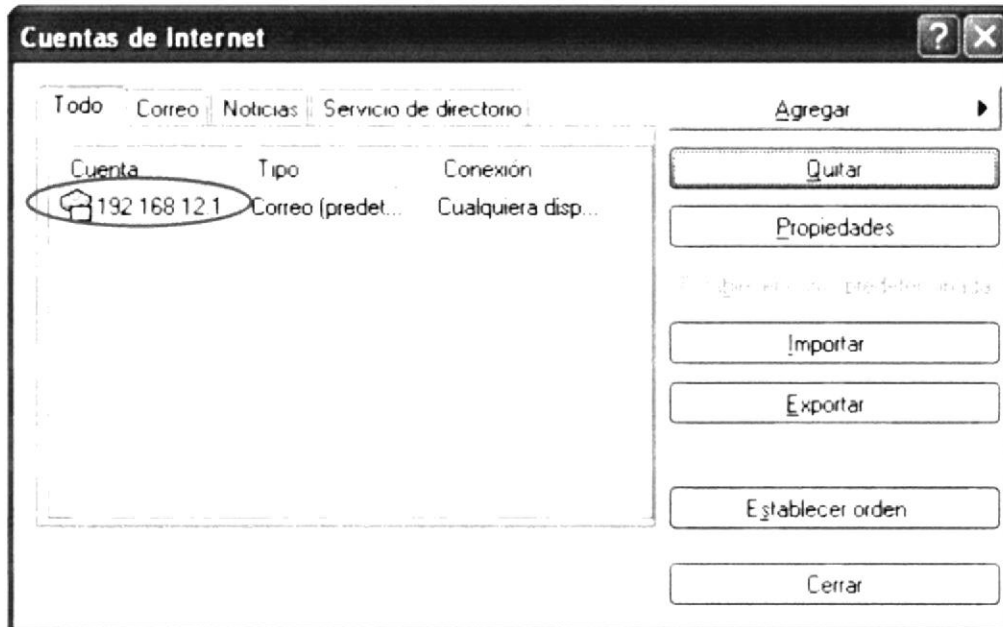 Cuentas de Internet
Todo Correo Noticias Servicio de directorio
Cuenta Tipo Conexión
192.168.12.1 Correo (predet... Cualquiera disp...
Agregar
Quitar
Propiedades
predeterminada
Importar
Exportar
Establecer orden
Cerrar